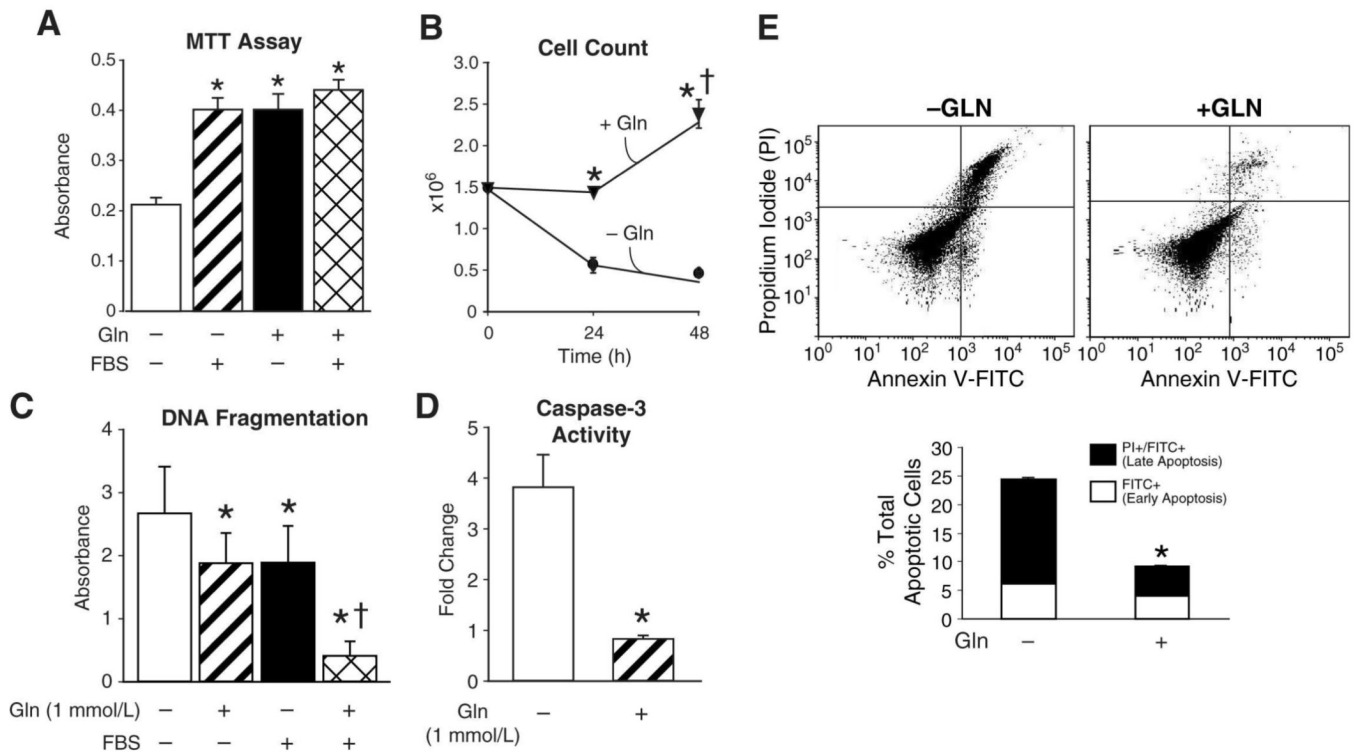 A
MTT Assay
Absorbance
0.5
0.4
0.3
0.2
0.1
0
* * *
Gln – – + +
FBS – + – +
B
Cell Count
x10⁶
3.0
2.5
2.0
1.5
1.0
0.5
0
* *†
+ Gln
– Gln
0 24 48
Time (h)
C
DNA Fragmentation
Absorbance
4
3
2
1
0
* * *†
Gln (1 mmol/L) – + – +
FBS – – + +
D
Caspase-3
Activity
Fold Change
5
4
3
2
1
0
*
Gln – +
(1 mmol/L)
E
–GLN
Propidium Iodide (PI)
10⁵
10⁴
10³
10²
10¹
10⁰ 10¹ 10² 10³ 10⁴ 10⁵
Annexin V-FITC
+GLN
10⁰ 10¹ 10² 10³ 10⁴ 10⁵
Annexin V-FITC
% Total
Apoptotic Cells
30
25
20
15
10
5
0
PI+/FITC+
(Late Apoptosis)
FITC+
(Early Apoptosis)
*
Gln – +